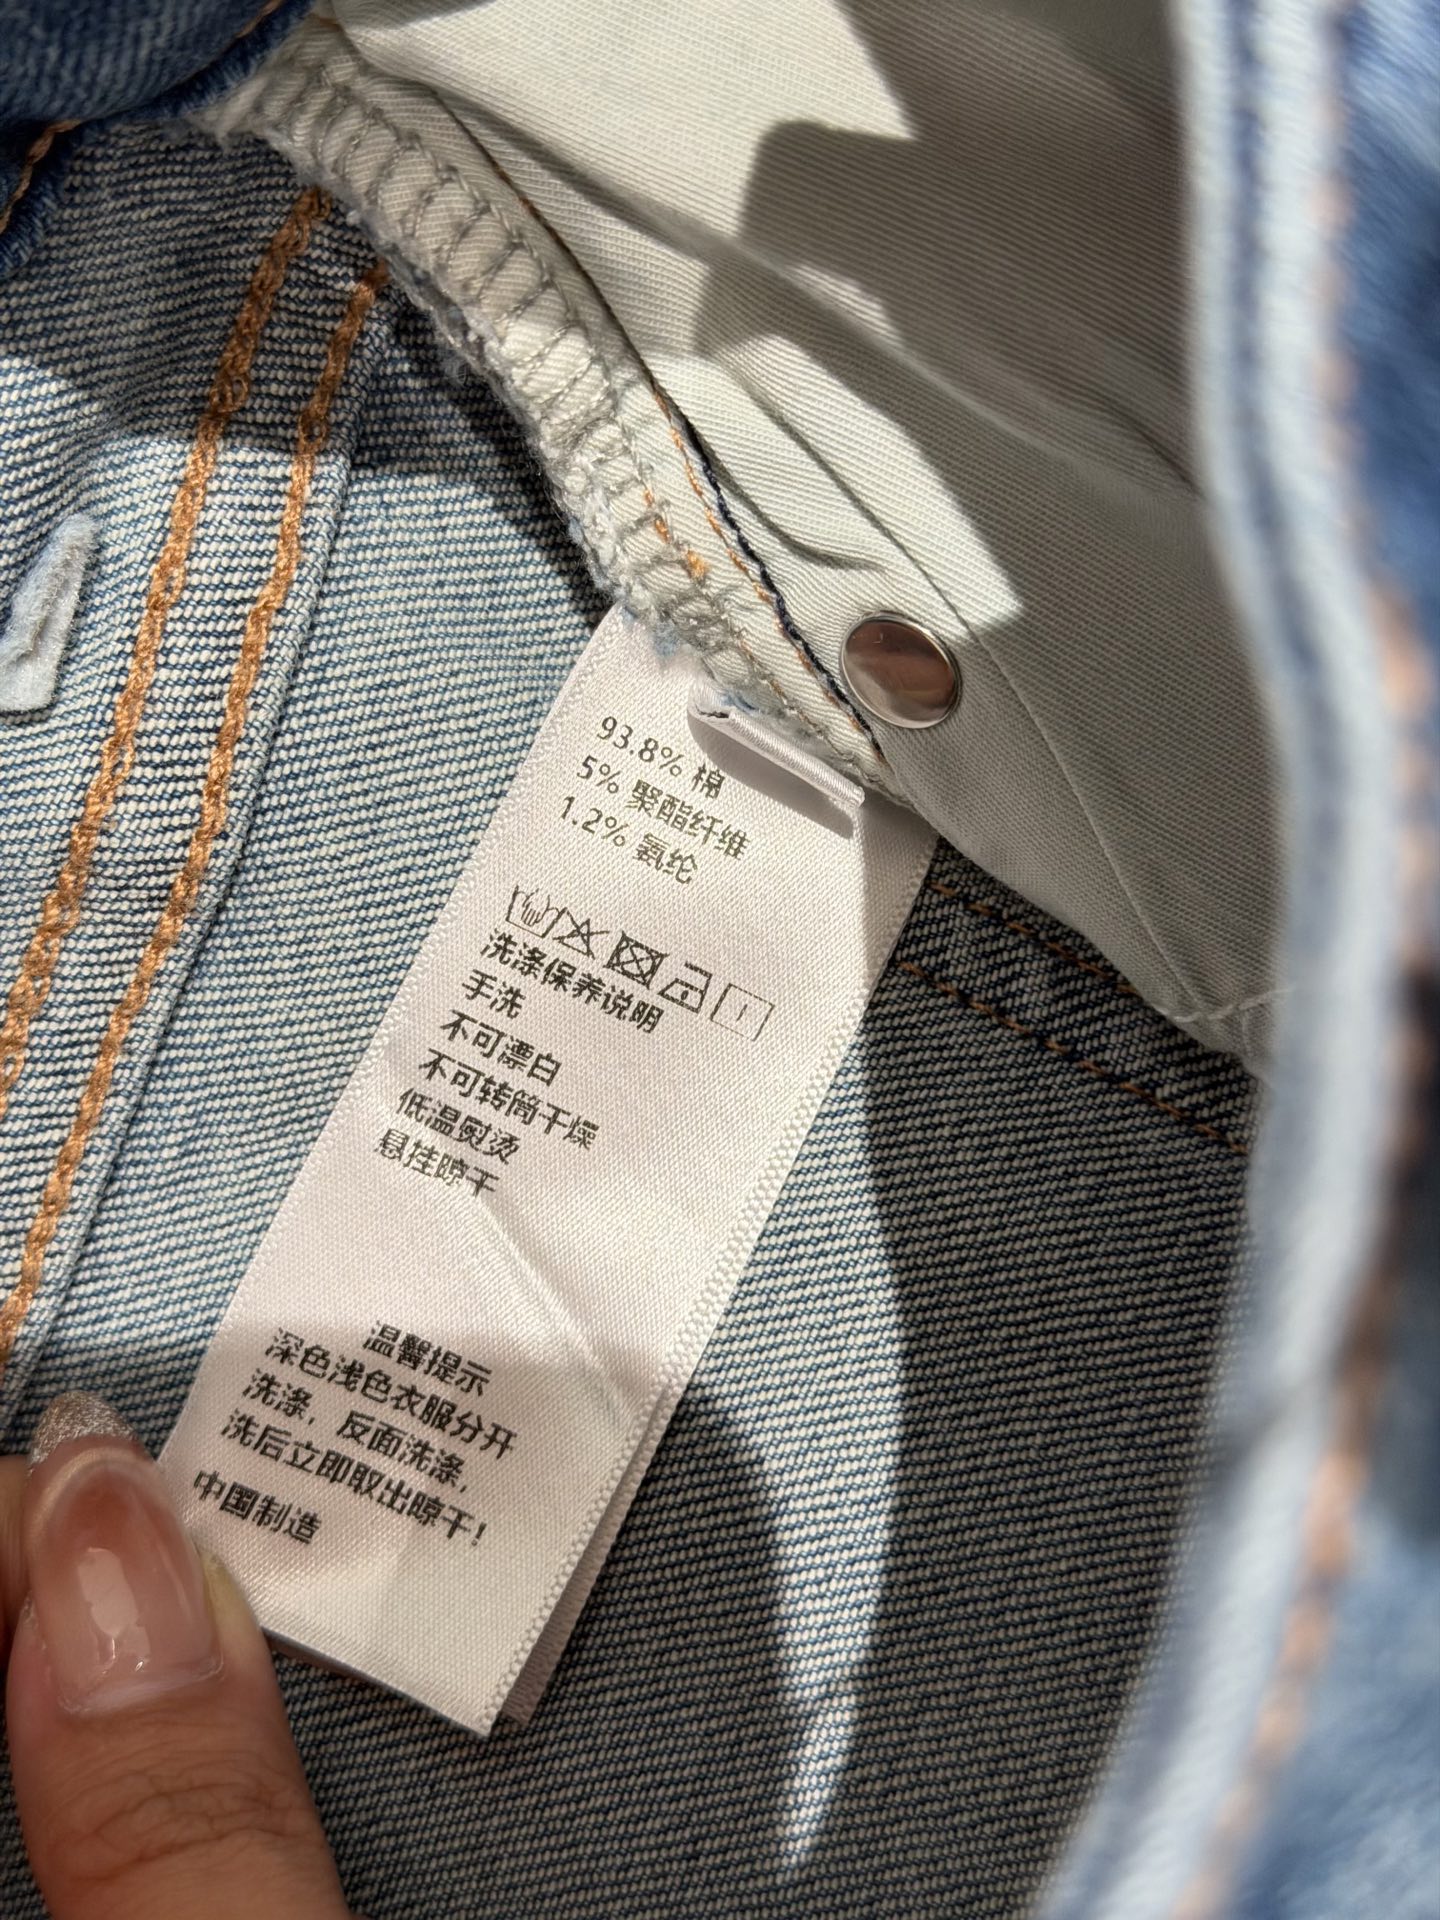 93.8% 棉
5% 聚酯纤维
1.2% 氨纶
洗涤保养说明
手洗
不可漂白
不可转筒干燥
低温熨烫
悬挂晾干
温馨提示
深色浅色衣服分开
洗涤，反面洗涤，
洗后立即取出晾干！
中国制造